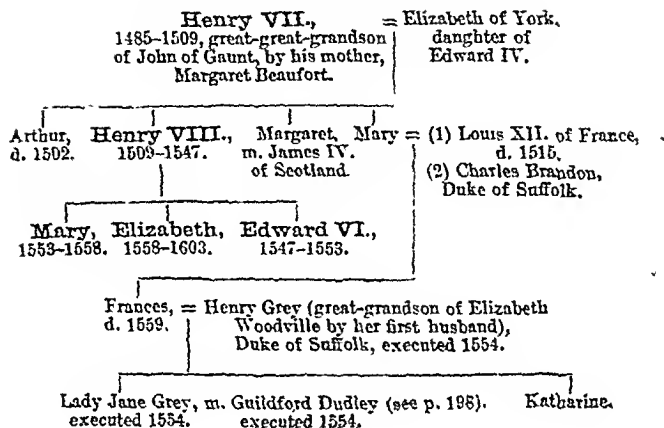 Henry VII., = Elizabeth of York,
1485–1509, great-great-grandson daughter of
of John of Gaunt, by his mother, Edward IV.
Margaret Beaufort.
Arthur, Henry VIII., Margaret, Mary = (1) Louis XII. of France,
d. 1502. 1509–1547. m. James IV. d. 1515.
of Scotland. (2) Charles Brandon,
Duke of Suffolk.
Mary, Elizabeth, Edward VI.,
1553–1558. 1558–1603. 1547–1553.
Frances, = Henry Grey (great-grandson of Elizabeth
d. 1559. Woodville by her first husband),
Duke of Suffolk, executed 1554.
Lady Jane Grey, m. Guildford Dudley (see p. 198). Katharine.
executed 1554. executed 1554.